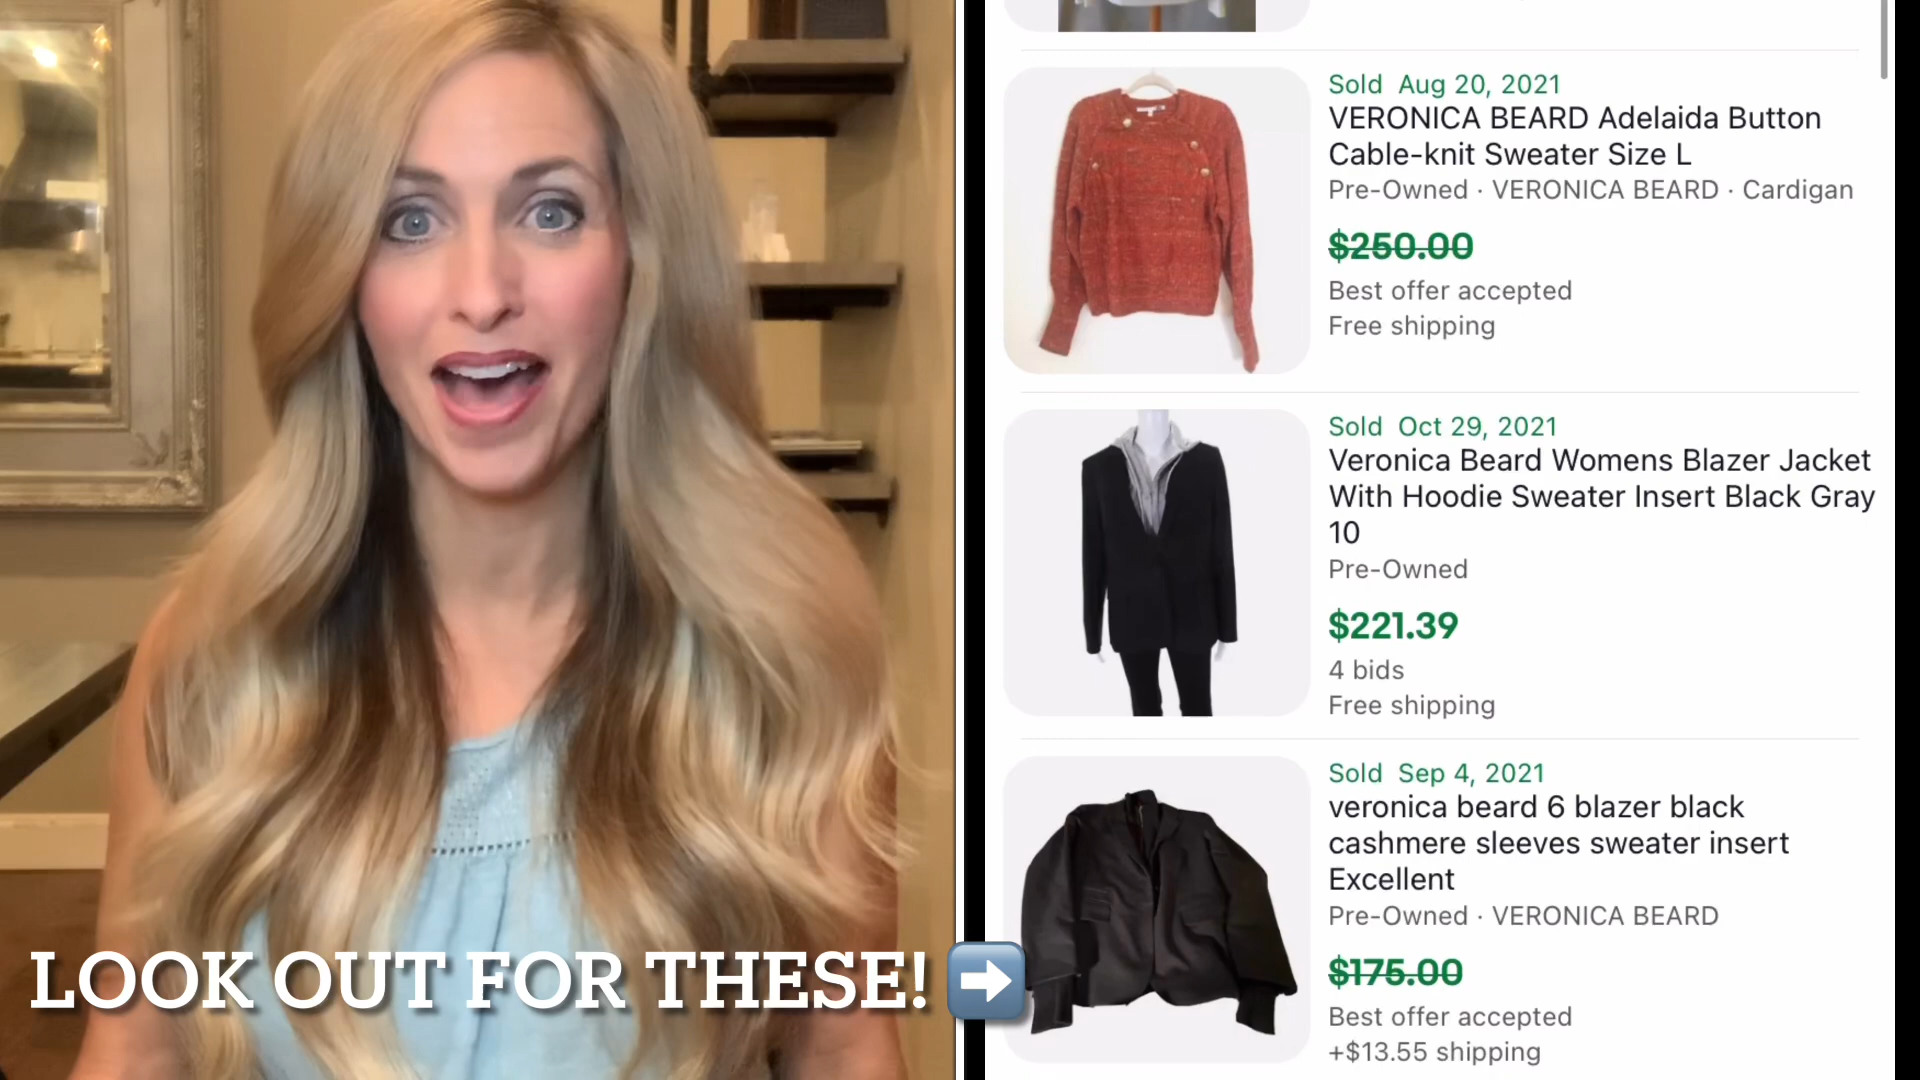 Sold Aug 20, 2021
VERONICA BEARD Adelaida Button
Cable-knit Sweater Size L
Pre-Owned · VERONICA BEARD · Cardigan
$250.00
Best offer accepted
Free shipping
Sold Oct 29, 2021
Veronica Beard Womens Blazer Jacket
With Hoodie Sweater Insert Black Gray
10
Pre-Owned
$221.39
4 bids
Free shipping
Sold Sep 4, 2021
veronica beard 6 blazer black
cashmere sleeves sweater insert
Excellent
Pre-Owned · VERONICA BEARD
$175.00
Best offer accepted
+$13.55 shipping
LOOK OUT FOR THESE!